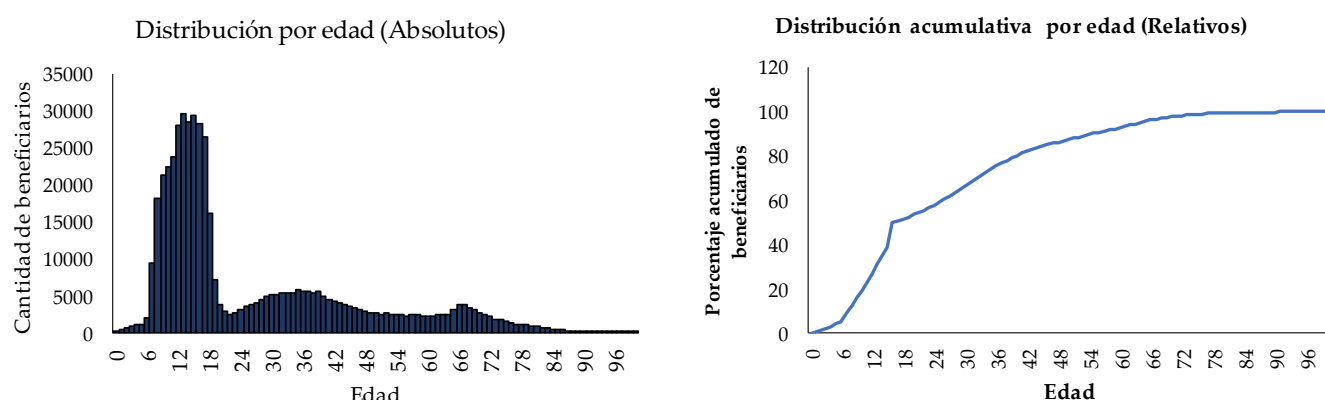 Distribución por edad (Absolutos)
Cantidad de beneficiarios
35000
30000
25000
20000
15000
10000
5000
0
0 6 12 18 24 30 36 42 48 54 60 66 72 78 84 90 96
Edad
Distribución acumulativa por edad (Relativos)
Porcentaje acumulado de
beneficiarios
120
100
80
60
40
20
0
0 6 12 18 24 30 36 42 48 54 60 66 72 78 84 90 96
Edad